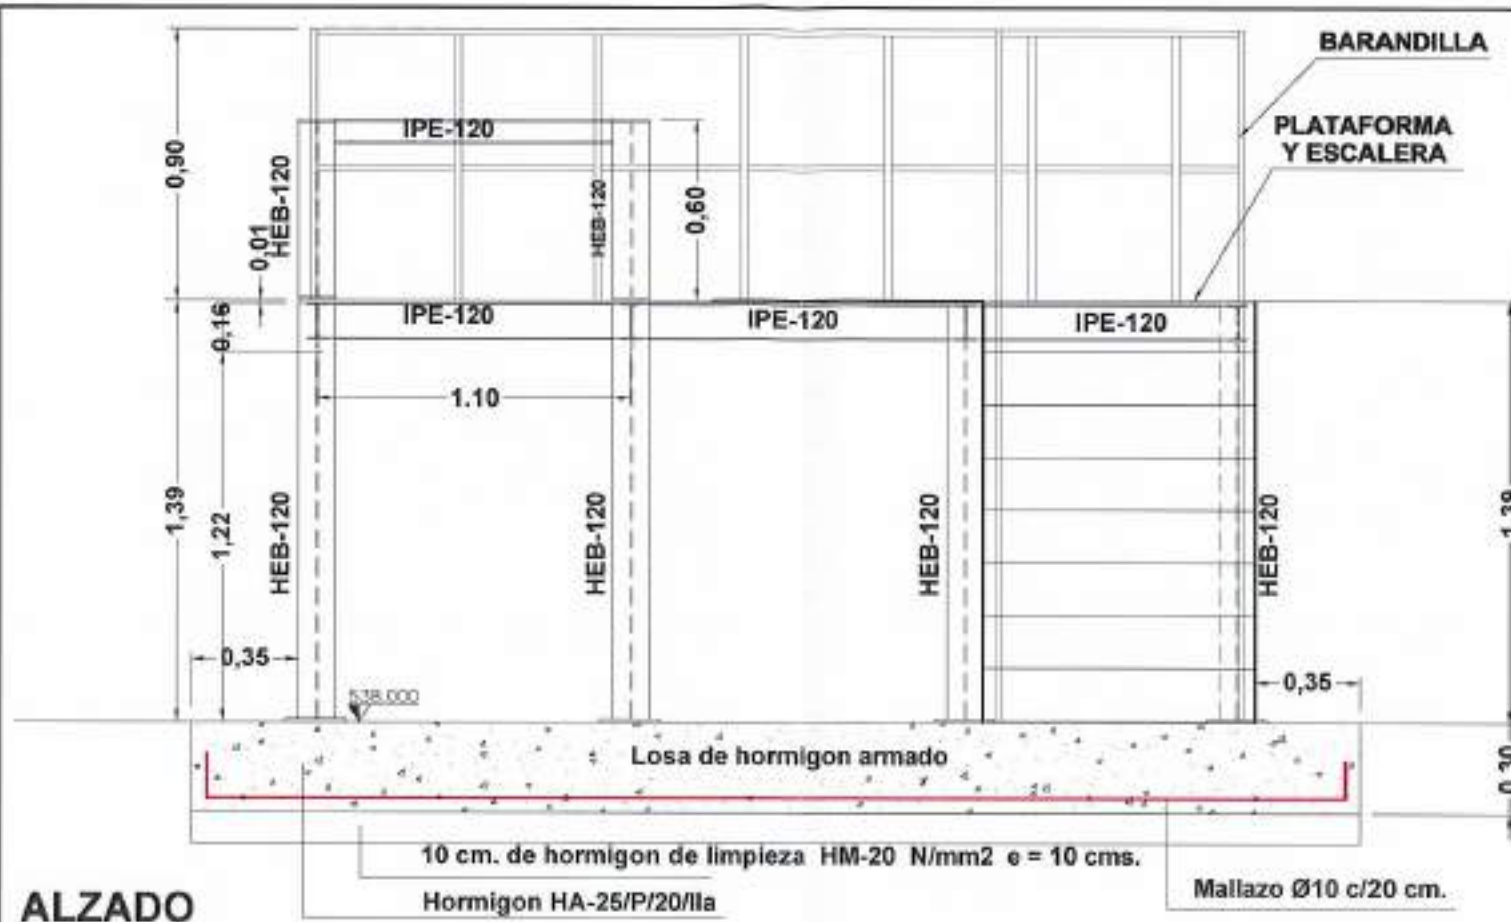 BARANDILLA
PLATAFORMA
Y ESCALERA
IPE-120
0,90
HEB-120
HEB-120
0,60
0,01
0,16
IPE-120
IPE-120
IPE-120
1.10
1,39
1,22
HEB-120
HEB-120
HEB-120
HEB-120
0,35
0,35
Losa de hormigon armado
0,30
10 cm. de hormigon de limpieza HM-20 N/mm2 e = 10 cms.
Hormigon HA-25/P/20/IIa
Mallazo Ø10 c/20 cm.
ALZADO